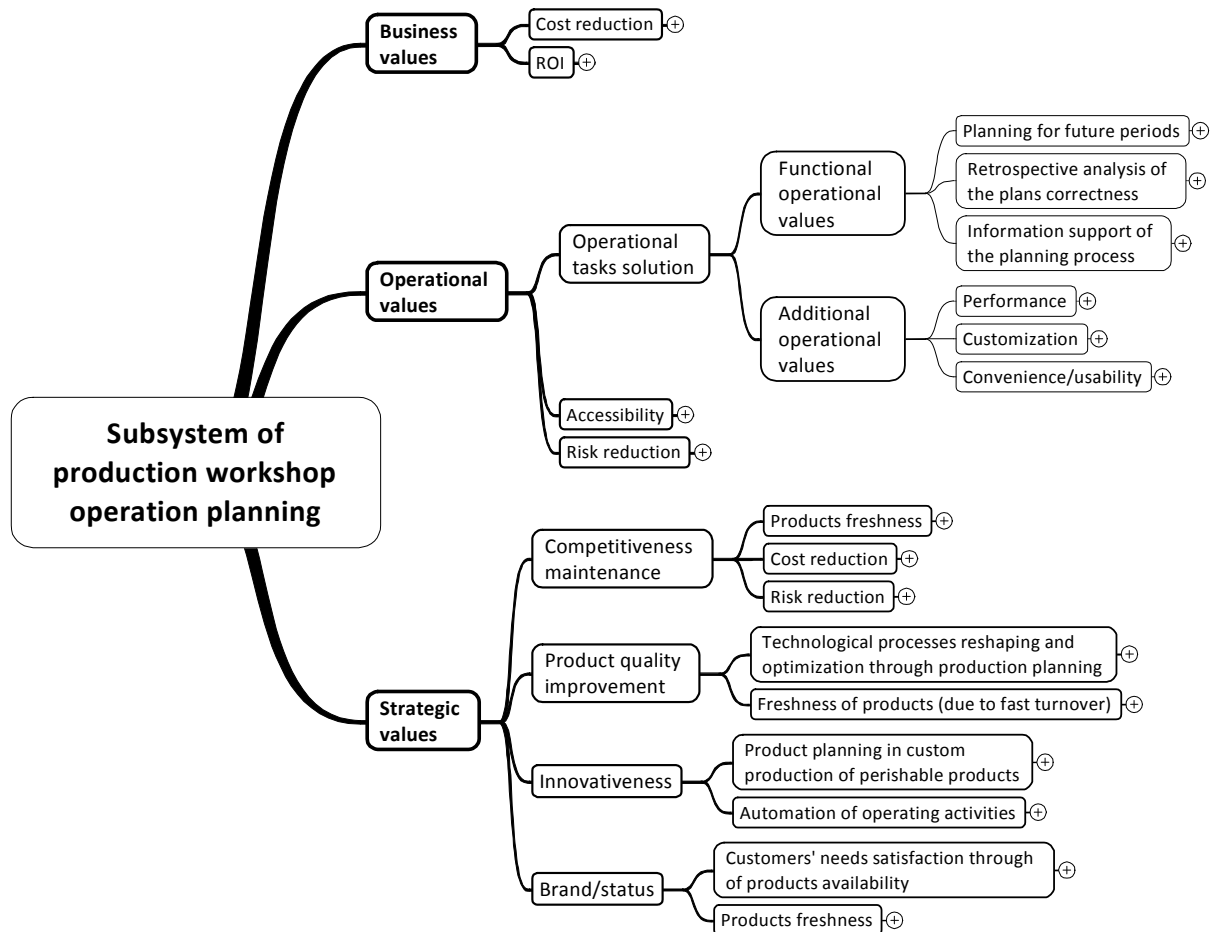 Business
values
Cost reduction
ROI
Subsystem of
production workshop
operation planning
Operational
values
Operational
tasks solution
Functional
operational
values
Planning for future periods
Retrospective analysis of
the plans correctness
Information support of
the planning process
Additional
operational
values
Performance
Customization
Convenience/usability
Accessibility
Risk reduction
Strategic
values
Competitiveness
maintenance
Products freshness
Cost reduction
Risk reduction
Product quality
improvement
Technological processes reshaping and
optimization through production planning
Freshness of products (due to fast turnover)
Innovativeness
Product planning in custom
production of perishable products
Automation of operating activities
Brand/status
Customers' needs satisfaction through
of products availability
Products freshness